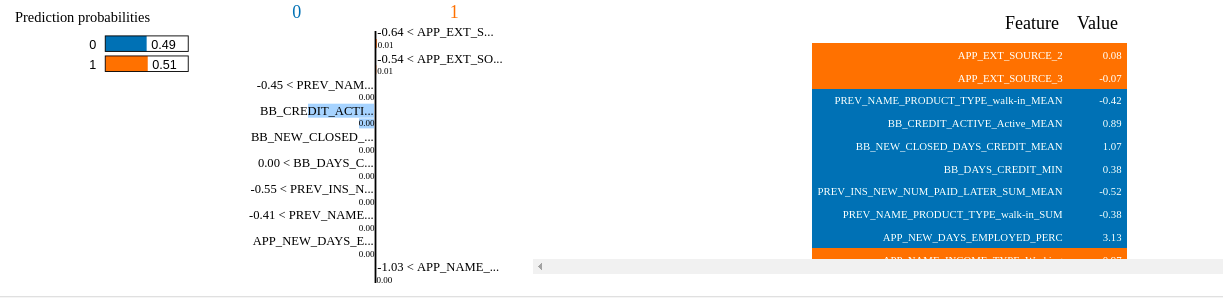 Prediction probabilities
0 0.49
1 0.51
0 1
-0.64 < APP_EXT_S...
0.01
-0.54 < APP_EXT_SO...
0.01
-0.45 < PREV_NAM...
0.00
BB_CREDIT_ACTI...
0.00
BB_NEW_CLOSED_...
0.00
0.00 < BB_DAYS_C...
0.00
-0.55 < PREV_INS_N...
0.00
-0.41 < PREV_NAME...
0.00
APP_NEW_DAYS_E...
0.00
-1.03 < APP_NAME_...
0.00
Feature Value
APP_EXT_SOURCE_2 0.08
APP_EXT_SOURCE_3 -0.07
PREV_NAME_PRODUCT_TYPE_walk-in_MEAN -0.42
BB_CREDIT_ACTIVE_Active_MEAN 0.89
BB_NEW_CLOSED_DAYS_CREDIT_MEAN 1.07
BB_DAYS_CREDIT_MIN 0.38
PREV_INS_NEW_NUM_PAID_LATER_SUM_MEAN -0.52
PREV_NAME_PRODUCT_TYPE_walk-in_SUM -0.38
APP_NEW_DAYS_EMPLOYED_PERC 3.13